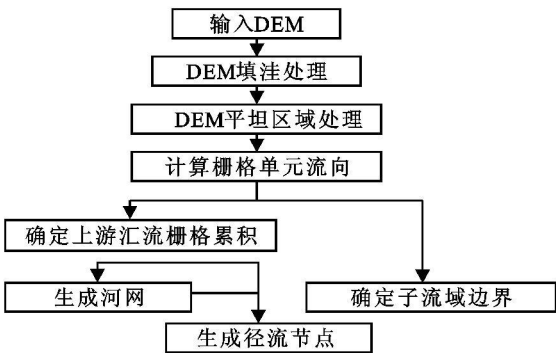 输入DEM
DEM填洼处理
DEM平坦区域处理
计算栅格单元流向
确定上游汇流栅格累积
生成河网
确定子流域边界
生成径流节点